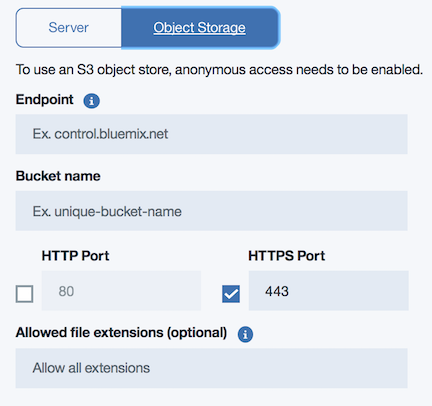 Server Object Storage
To use an S3 object store, anonymous access needs to be enabled.
Endpoint i
Ex. control.bluemix.net
Bucket name
Ex. unique-bucket-name
HTTP Port HTTPS Port
80 443
Allowed file extensions (optional) i
Allow all extensions